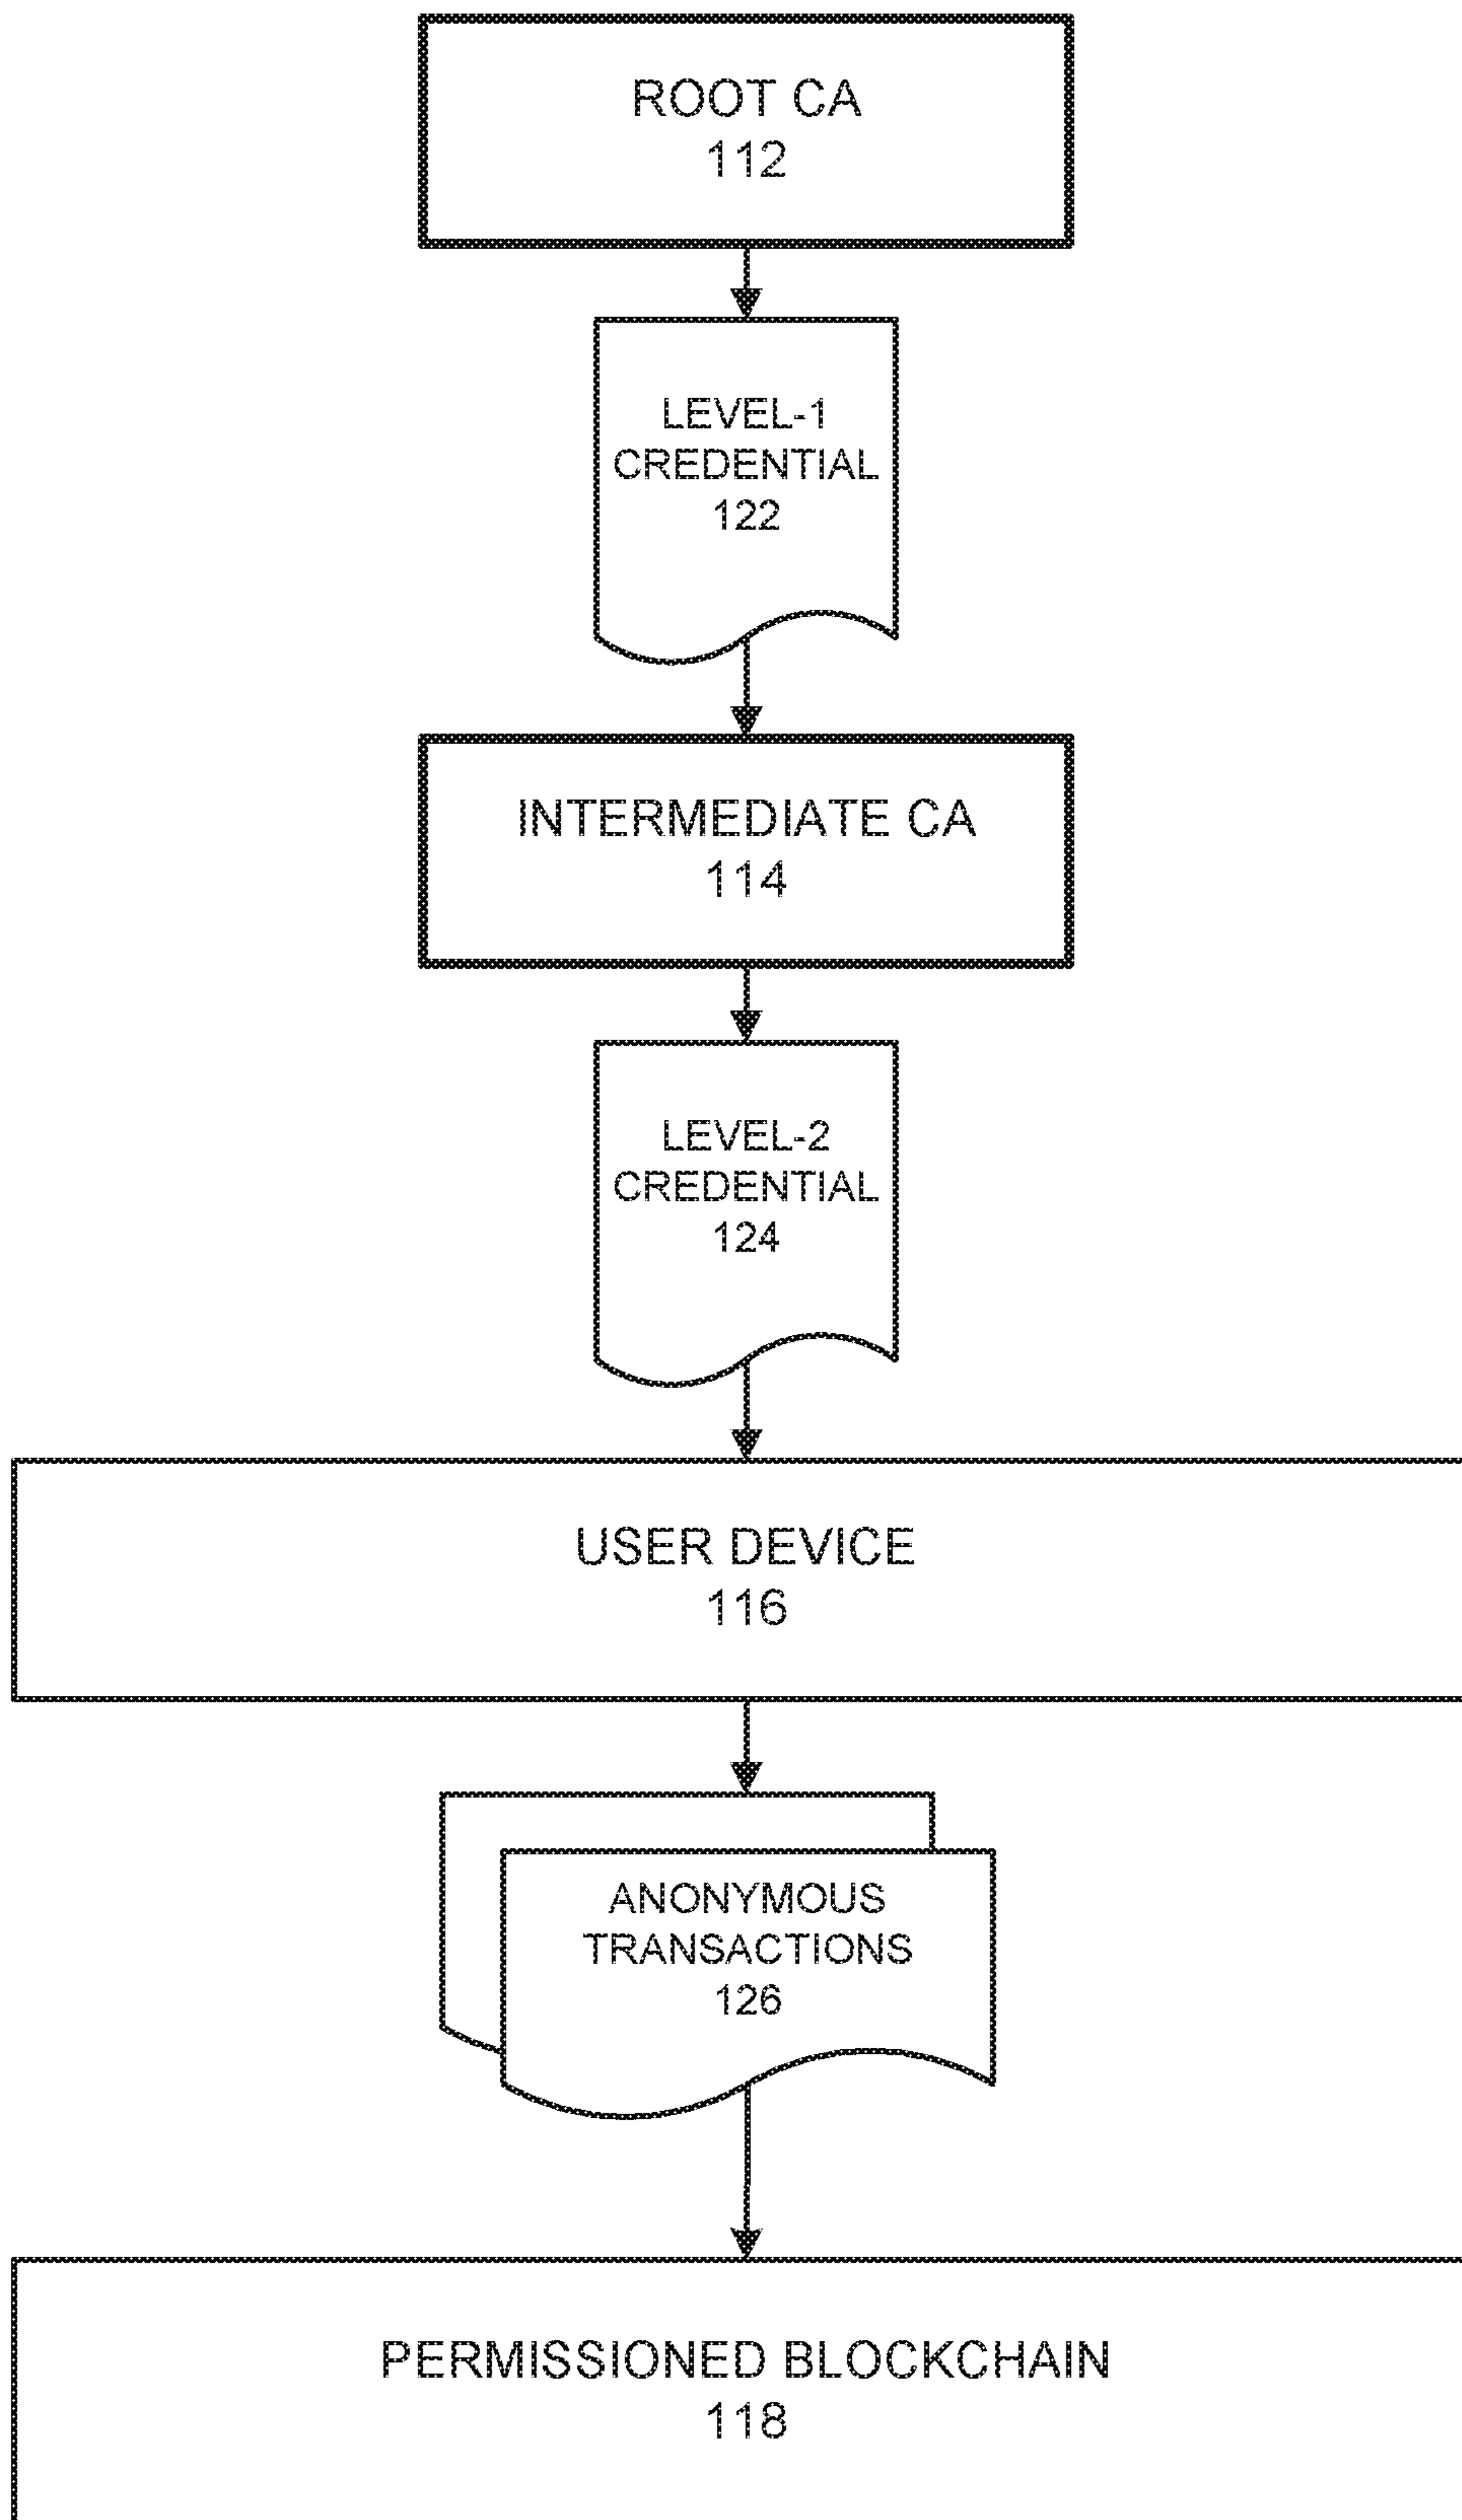 ROOT CA
112
LEVEL-1
CREDENTIAL
122
INTERMEDIATE CA
114
LEVEL-2
CREDENTIAL
124
USER DEVICE
116
ANONYMOUS
TRANSACTIONS
126
PERMISSIONED BLOCKCHAIN
118